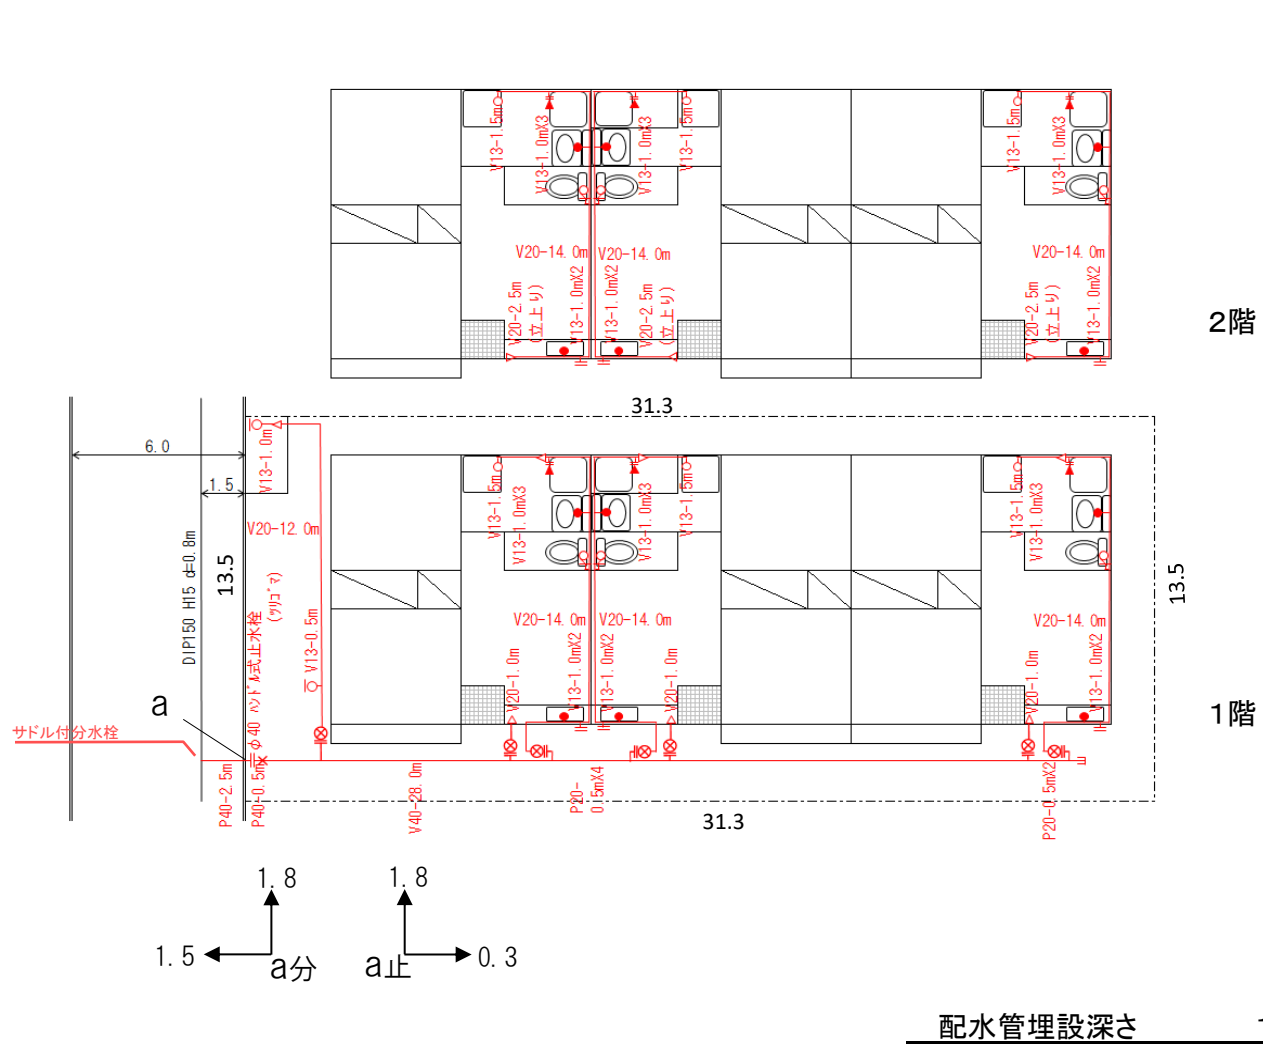 V13-1.5m
V13-1.0mX3
V13-1.0mX3
V13-1.5m
V13-1.5m
V13-1.0mX3
V20-14.0m
V20-14.0m
V20-14.0m
V20-2.5m
(立上り)
V13-1.0mX2
V13-1.0mX2
V20-2.5m
(立上り)
V20-2.5m
(立上り)
V13-1.0mX2
2階
31.3
6.0
1.5
V13-1.0m
V20-12.0m
DIP150 H15 d=0.8m
13.5
φ40 ハンドル式止水栓
(ツリコマ)
V13-0.5m
V13-1.5m
V13-1.0mX3
V13-1.0mX3
V13-1.5m
V13-1.5m
V13-1.0mX3
13.5
V20-14.0m
V20-14.0m
V20-14.0m
V20-1.0m
V13-1.0mX2
V13-1.0mX2
V20-1.0m
V20-1.0m
V13-1.0mX2
1階
a
サドル付分水栓
P40-2.5m
P40-0.5m
V40-28.0m
P20-
0.5mX4
P20-0.5mX2
31.3
1.8
1.5
a分
1.8
a止
0.3
配水管埋設深さ